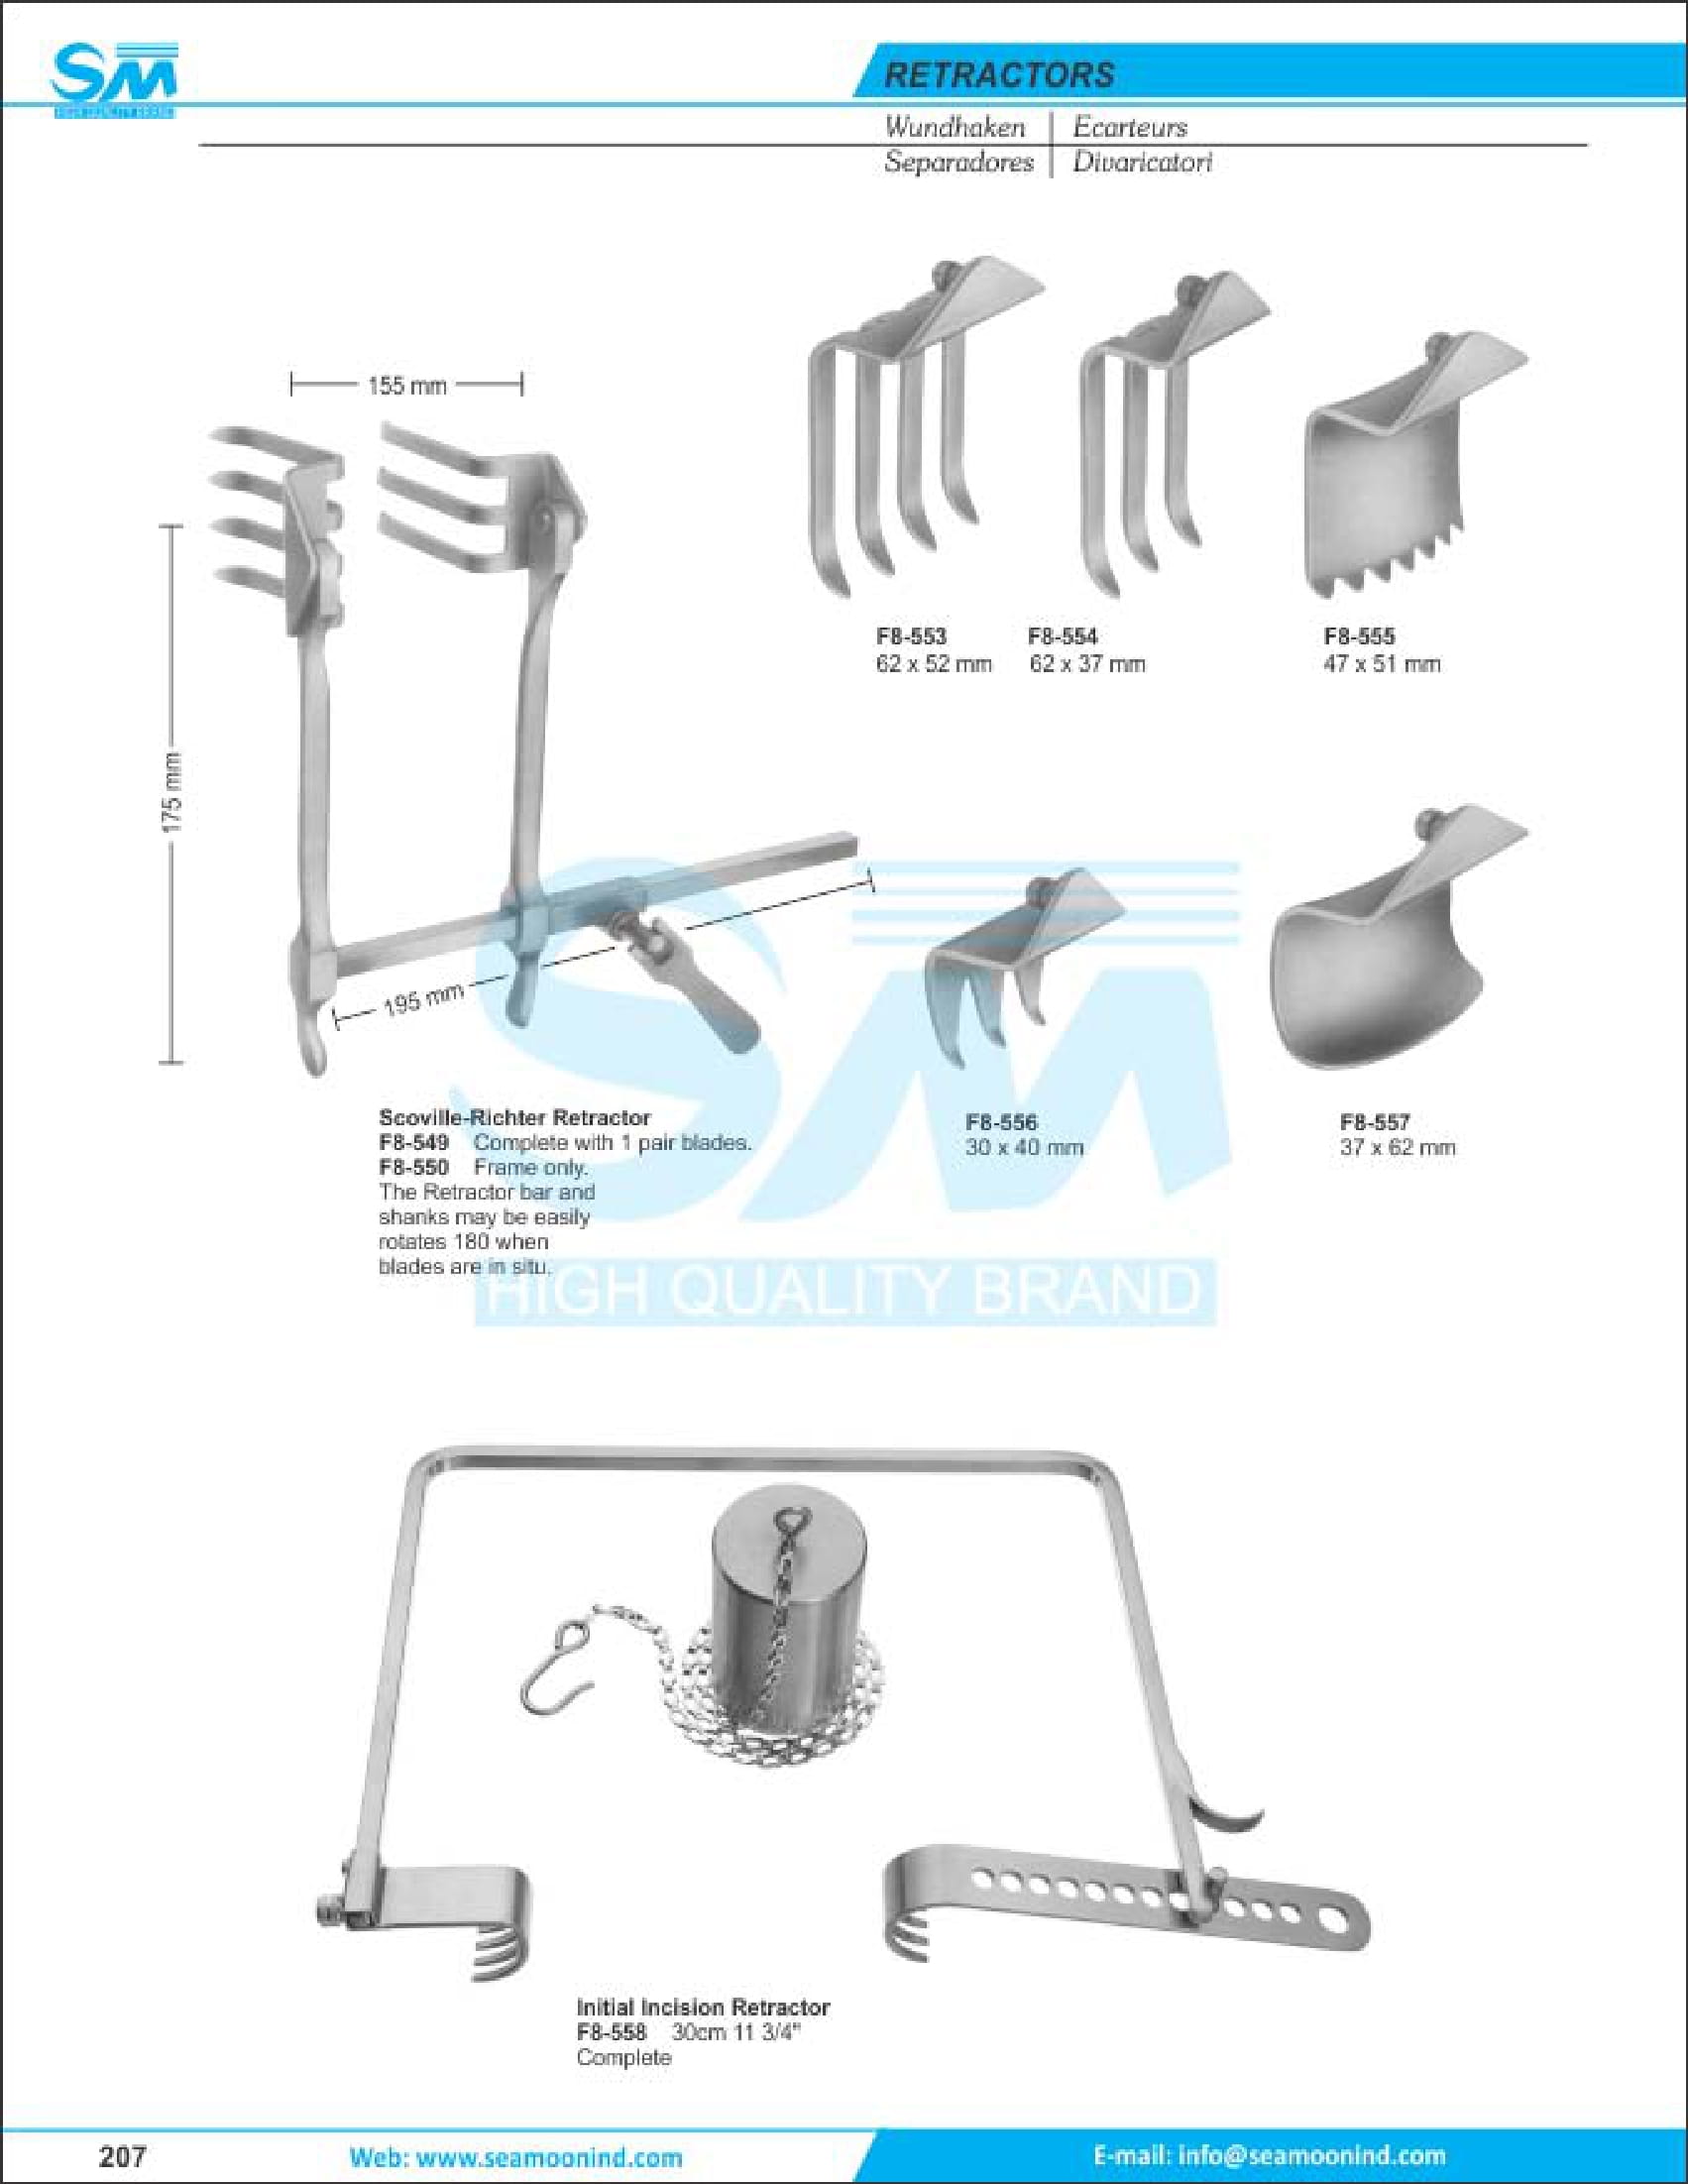 SM
RETRACTORS
Wundhaken
Ecarteurs
Separadores
Divaricatori
155 mm
175 mm
195 mm
F8-553
62 x 52 mm
F8-554
62 x 37 mm
F8-555
47 x 51 mm
F8-556
30 x 40 mm
F8-557
37 x 62 mm
Scoville-Richter Retractor
F8-549 Complete with 1 pair blades.
F8-550 Frame only.
The Retractor bar and
shanks may be easily
rotates 180 when
blades are in situ.
SM
HIGH QUALITY BRAND
Initial Incision Retractor
F8-558 30cm 11 3/4"
Complete
207
Web: www.seamoonind.com
E-mail: info@seamoonind.com